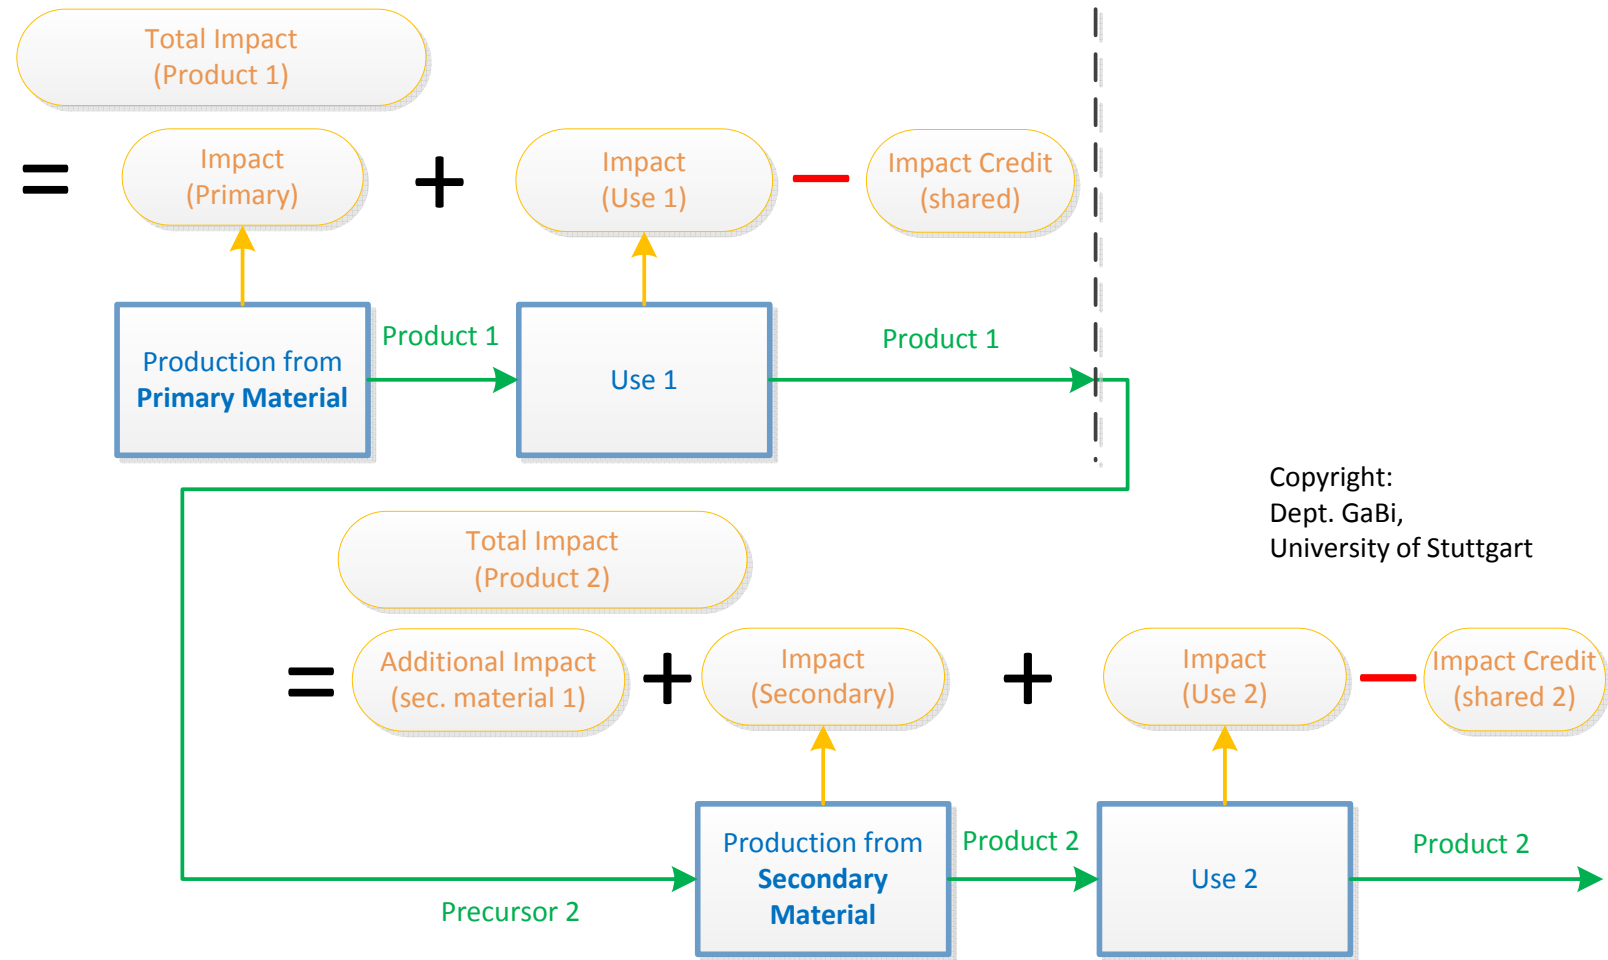 Total Impact
(Product 1)
=
Impact
(Primary)
+
Impact
(Use 1)
−
Impact Credit
(shared)
Production from
Primary Material
Product 1
Use 1
Product 1
Copyright:
Dept. GaBi,
University of Stuttgart
Total Impact
(Product 2)
=
Additional Impact
(sec. material 1)
+
Impact
(Secondary)
+
Impact
(Use 2)
−
Impact Credit
(shared 2)
Precursor 2
Production from
Secondary
Material
Product 2
Use 2
Product 2